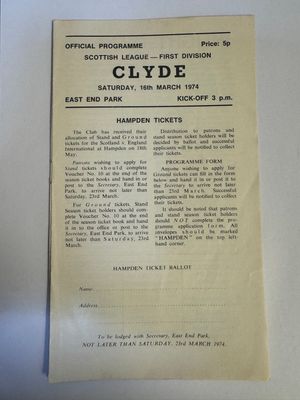 OFFICIAL PROGRAMME Price: 5p
SCOTTISH LEAGUE — FIRST DIVISION
CLYDE
SATURDAY, 16th MARCH 1974
EAST END PARK KICK-OFF 3 p.m.
HAMPDEN TICKETS
The Club has received their
allocation of Stand and Ground
tickets for the Scotland v. England
International at Hampden on 18th
May.
Patrons wishing to apply for
Stand tickets should complete
Voucher No. 16 at the end of the
season ticket books and hand in or
post to the Secretary, East End
Park, to arrive not later than
Saturday, 23rd March.
For Ground tickets, Stand
Season ticket holders should com-
plete Voucher No. 10 at the end
of the season ticket book and hand
it in to the office or post to the
Secretary, East End Park, to arrive
not later than Saturday, 23rd
March.
Distribution to patrons and
stand season ticket holders will be
decided by ballot and successful
applicants will be notified to collect
their tickets.
PROGRAMME FORM
Anyone wishing to apply for
Ground tickets can fill in the form
below and hand it in or post it to
the Secretary to arrive not later
than 23rd March. Successful
applicants will be notified to collect
their tickets.
It should be noted that patrons
and stand season ticket holders
should NOT complete the pro-
gramme application form. All
envelopes should be marked
"HAMPDEN" on the top left
hand corner.
HAMPDEN TICKET BALLOT
Name
Address
To be lodged with Secretary, East End Park,
NOT LATER THAN SATURDAY, 23rd MARCH 1974.